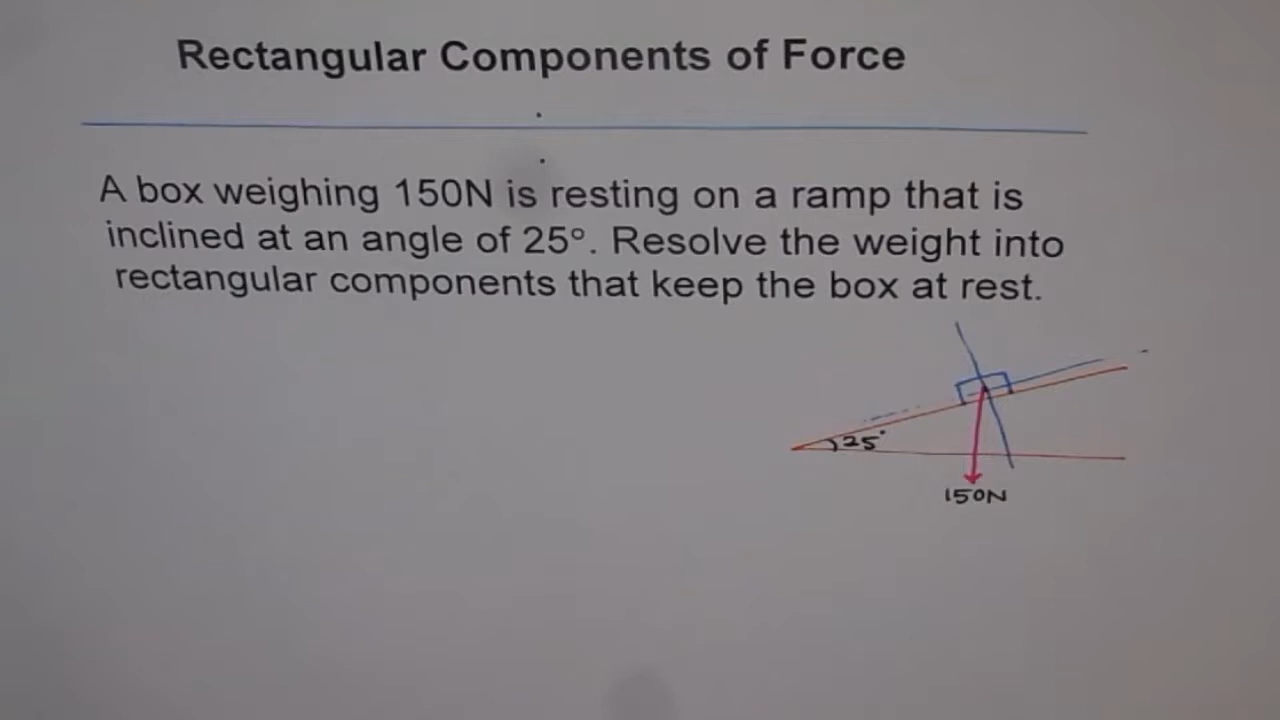 Rectangular Components of Force
A box weighing 150N is resting on a ramp that is
inclined at an angle of 25°. Resolve the weight into
rectangular components that keep the box at rest.
25°
150N